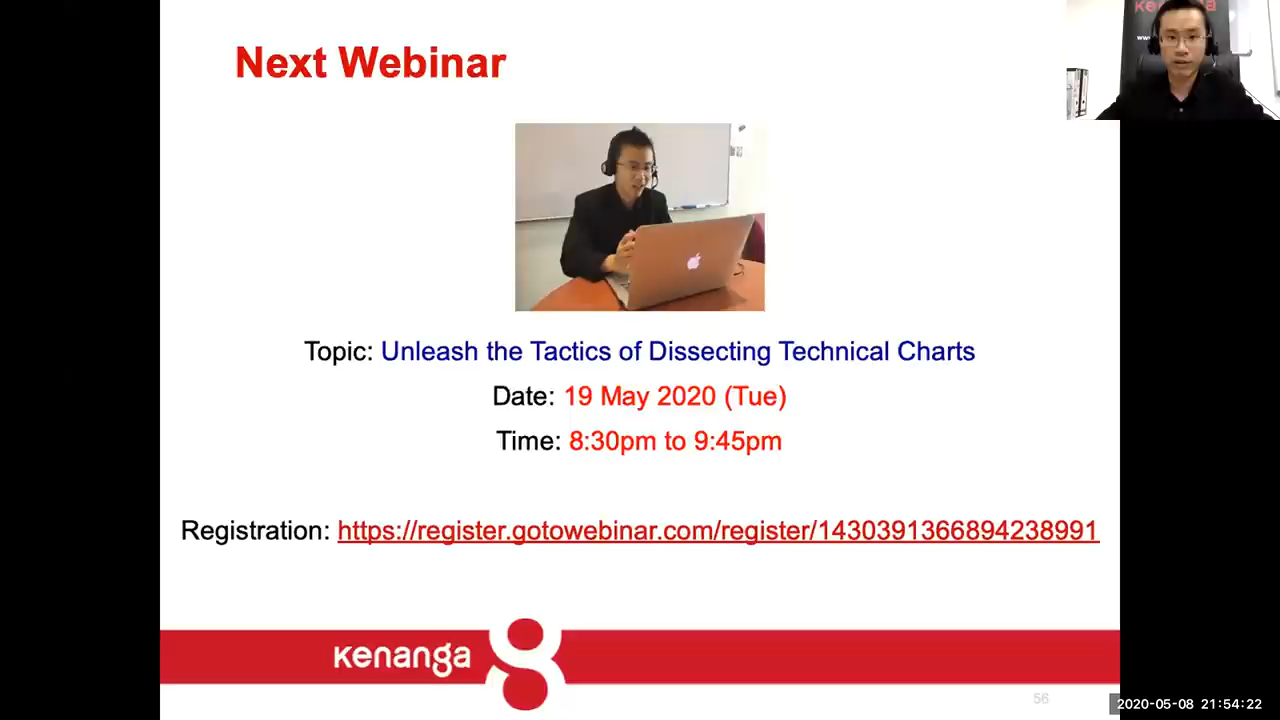 Next Webinar
Topic: Unleash the Tactics of Dissecting Technical Charts
Date: 19 May 2020 (Tue)
Time: 8:30pm to 9:45pm
Registration: https://register.gotowebinar.com/register/1430391366894238991
kenanga
56
2020-05-08 21:54:22